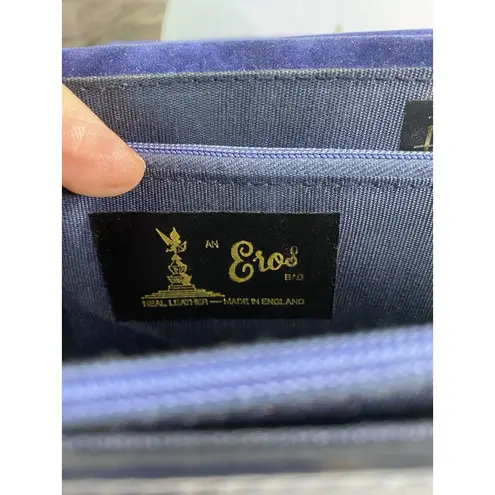 AN Eros
BAG
REAL LEATHER — MADE IN ENGLAND